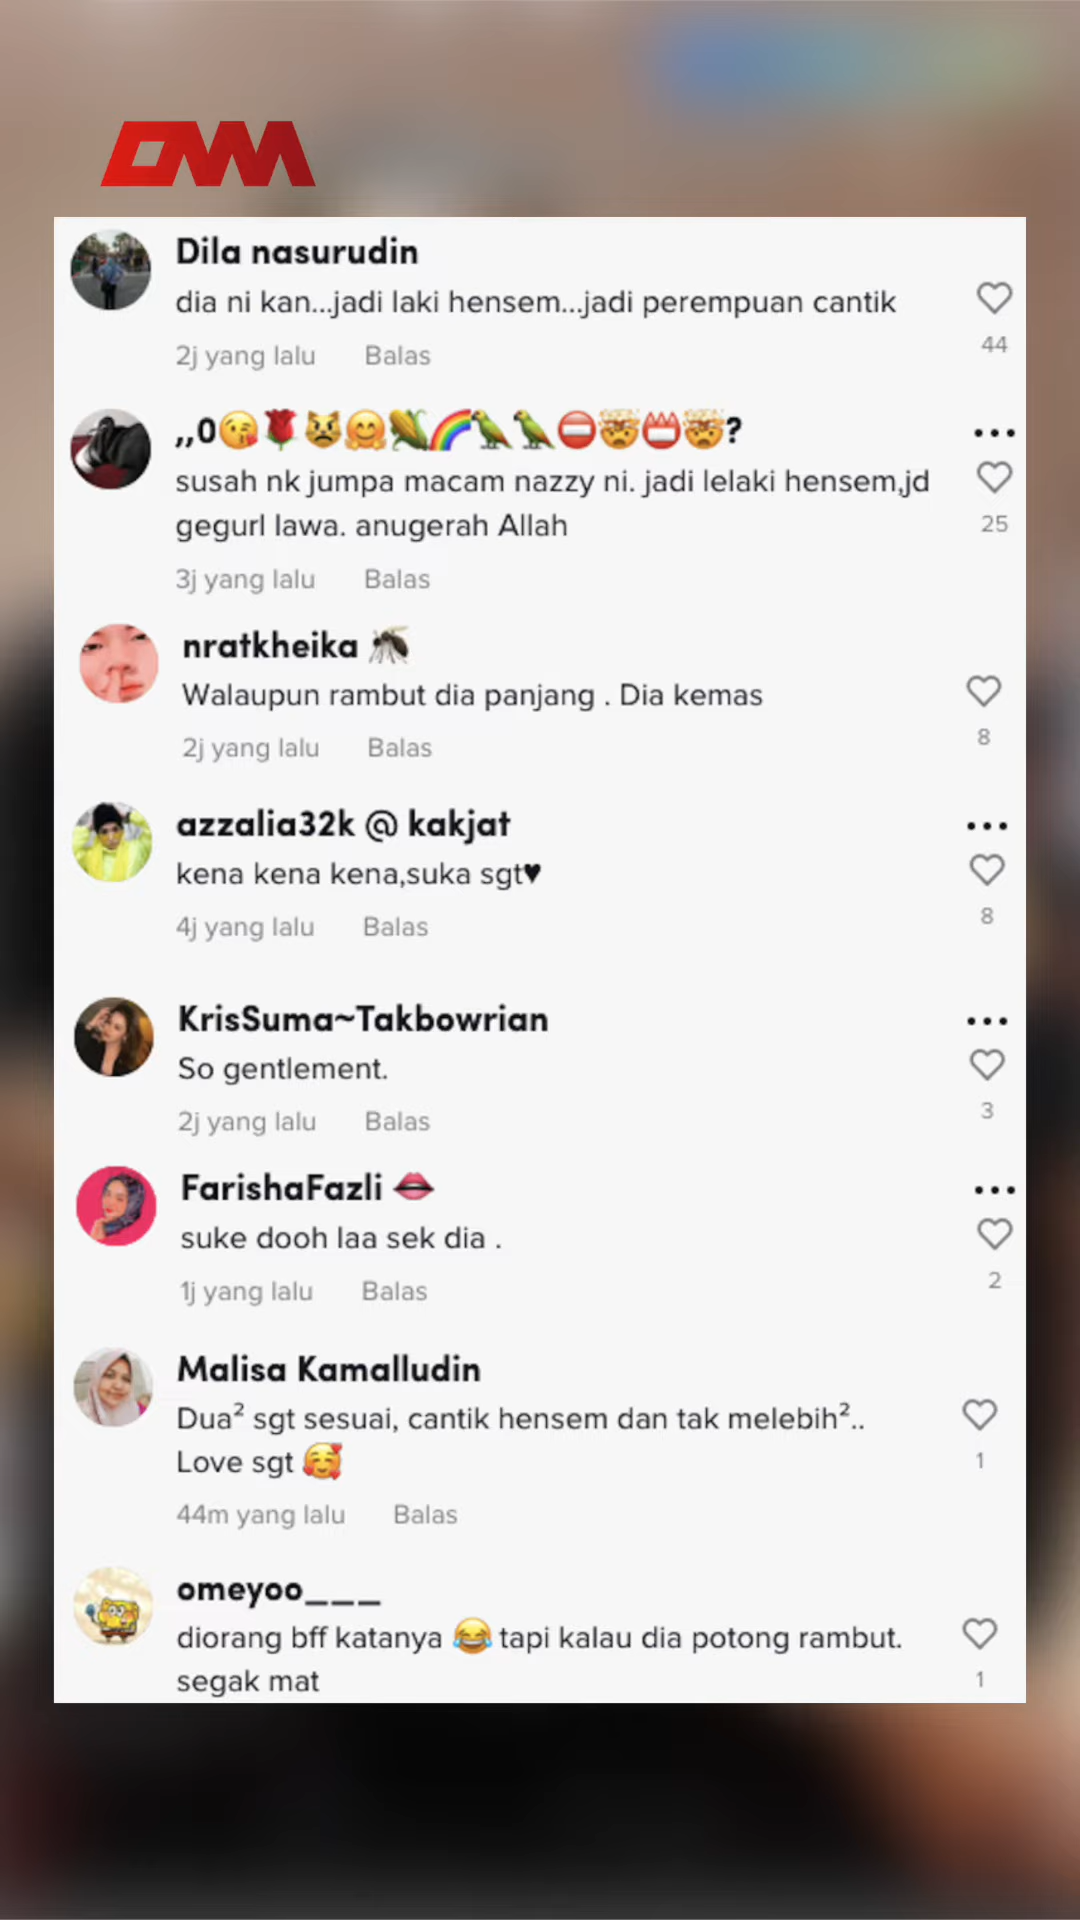 OMM
Dila nasurudin
dia ni kan...jadi laki hensem...jadi perempuan cantik
44
2j yang lalu Balas
,,0😘🌹😾🤗🌽🌈🦜🦜⛔🤯📛🤯?
susah nk jumpa macam nazzy ni. jadi lelaki hensem,jd
gegurl lawa. anugerah Allah
25
3j yang lalu Balas
nratkheika 🦟
Walaupun rambut dia panjang . Dia kemas
8
2j yang lalu Balas
azzalia32k @ kakjat
kena kena kena,suka sgt♥
8
4j yang lalu Balas
KrisSuma~Takbowrian
So gentlement.
3
2j yang lalu Balas
FarishaFazli 👄
suke dooh laa sek dia .
2
1j yang lalu Balas
Malisa Kamalludin
Dua² sgt sesuai, cantik hensem dan tak melebih²..
Love sgt 🥰
1
44m yang lalu Balas
omeyoo___
diorang bff katanya 😂 tapi kalau dia potong rambut.
segak mat
1